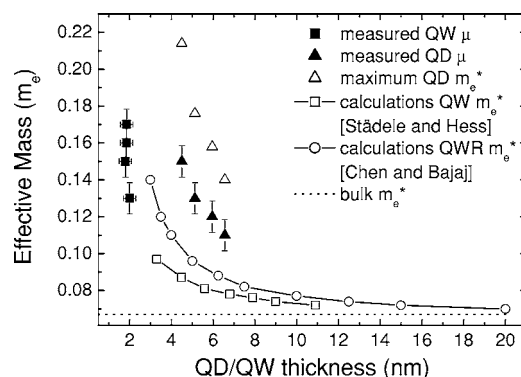 measured QW μ
measured QD μ
maximum QD mₑ*
calculations QW mₑ*
[Städele and Hess]
calculations QWR mₑ*
[Chen and Bajaj]
bulk mₑ*
Effective Mass (mₑ)
0.22
0.20
0.18
0.16
0.14
0.12
0.10
0.08
0 2 4 6 8 10 12 14 16 18 20
QD/QW thickness (nm)